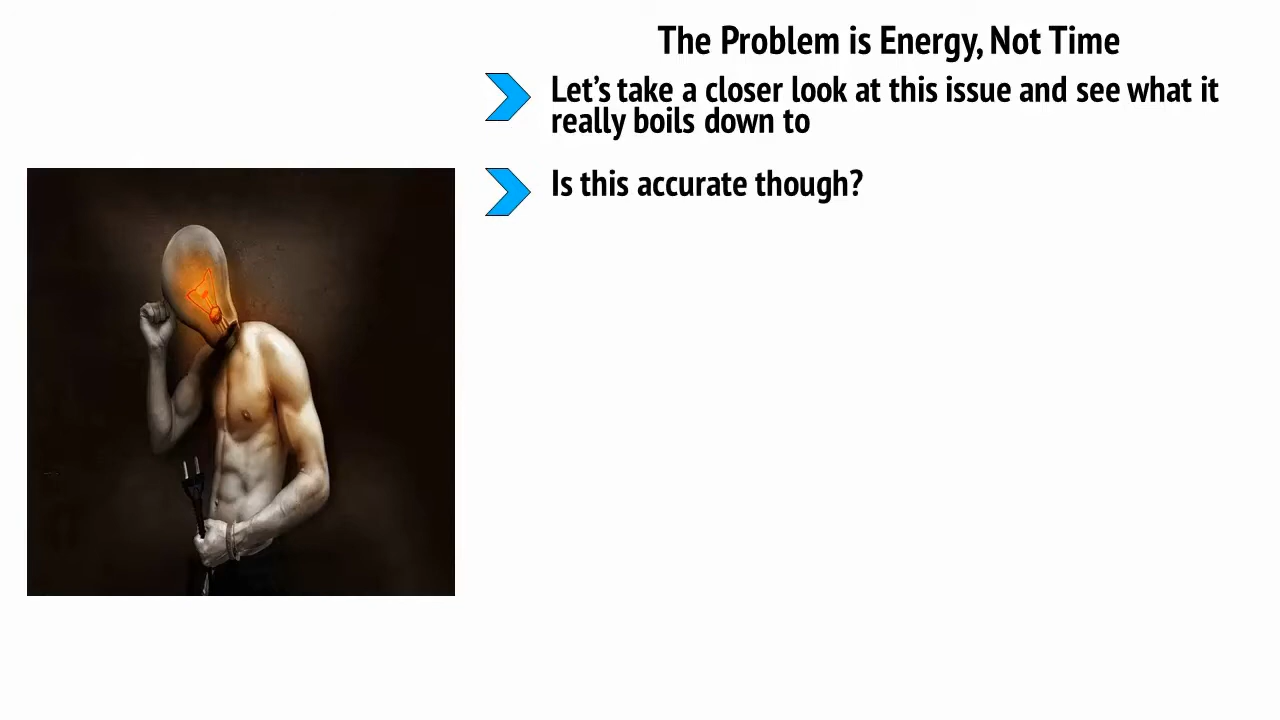 The Problem is Energy, Not Time
Let’s take a closer look at this issue and see what it
really boils down to
Is this accurate though?